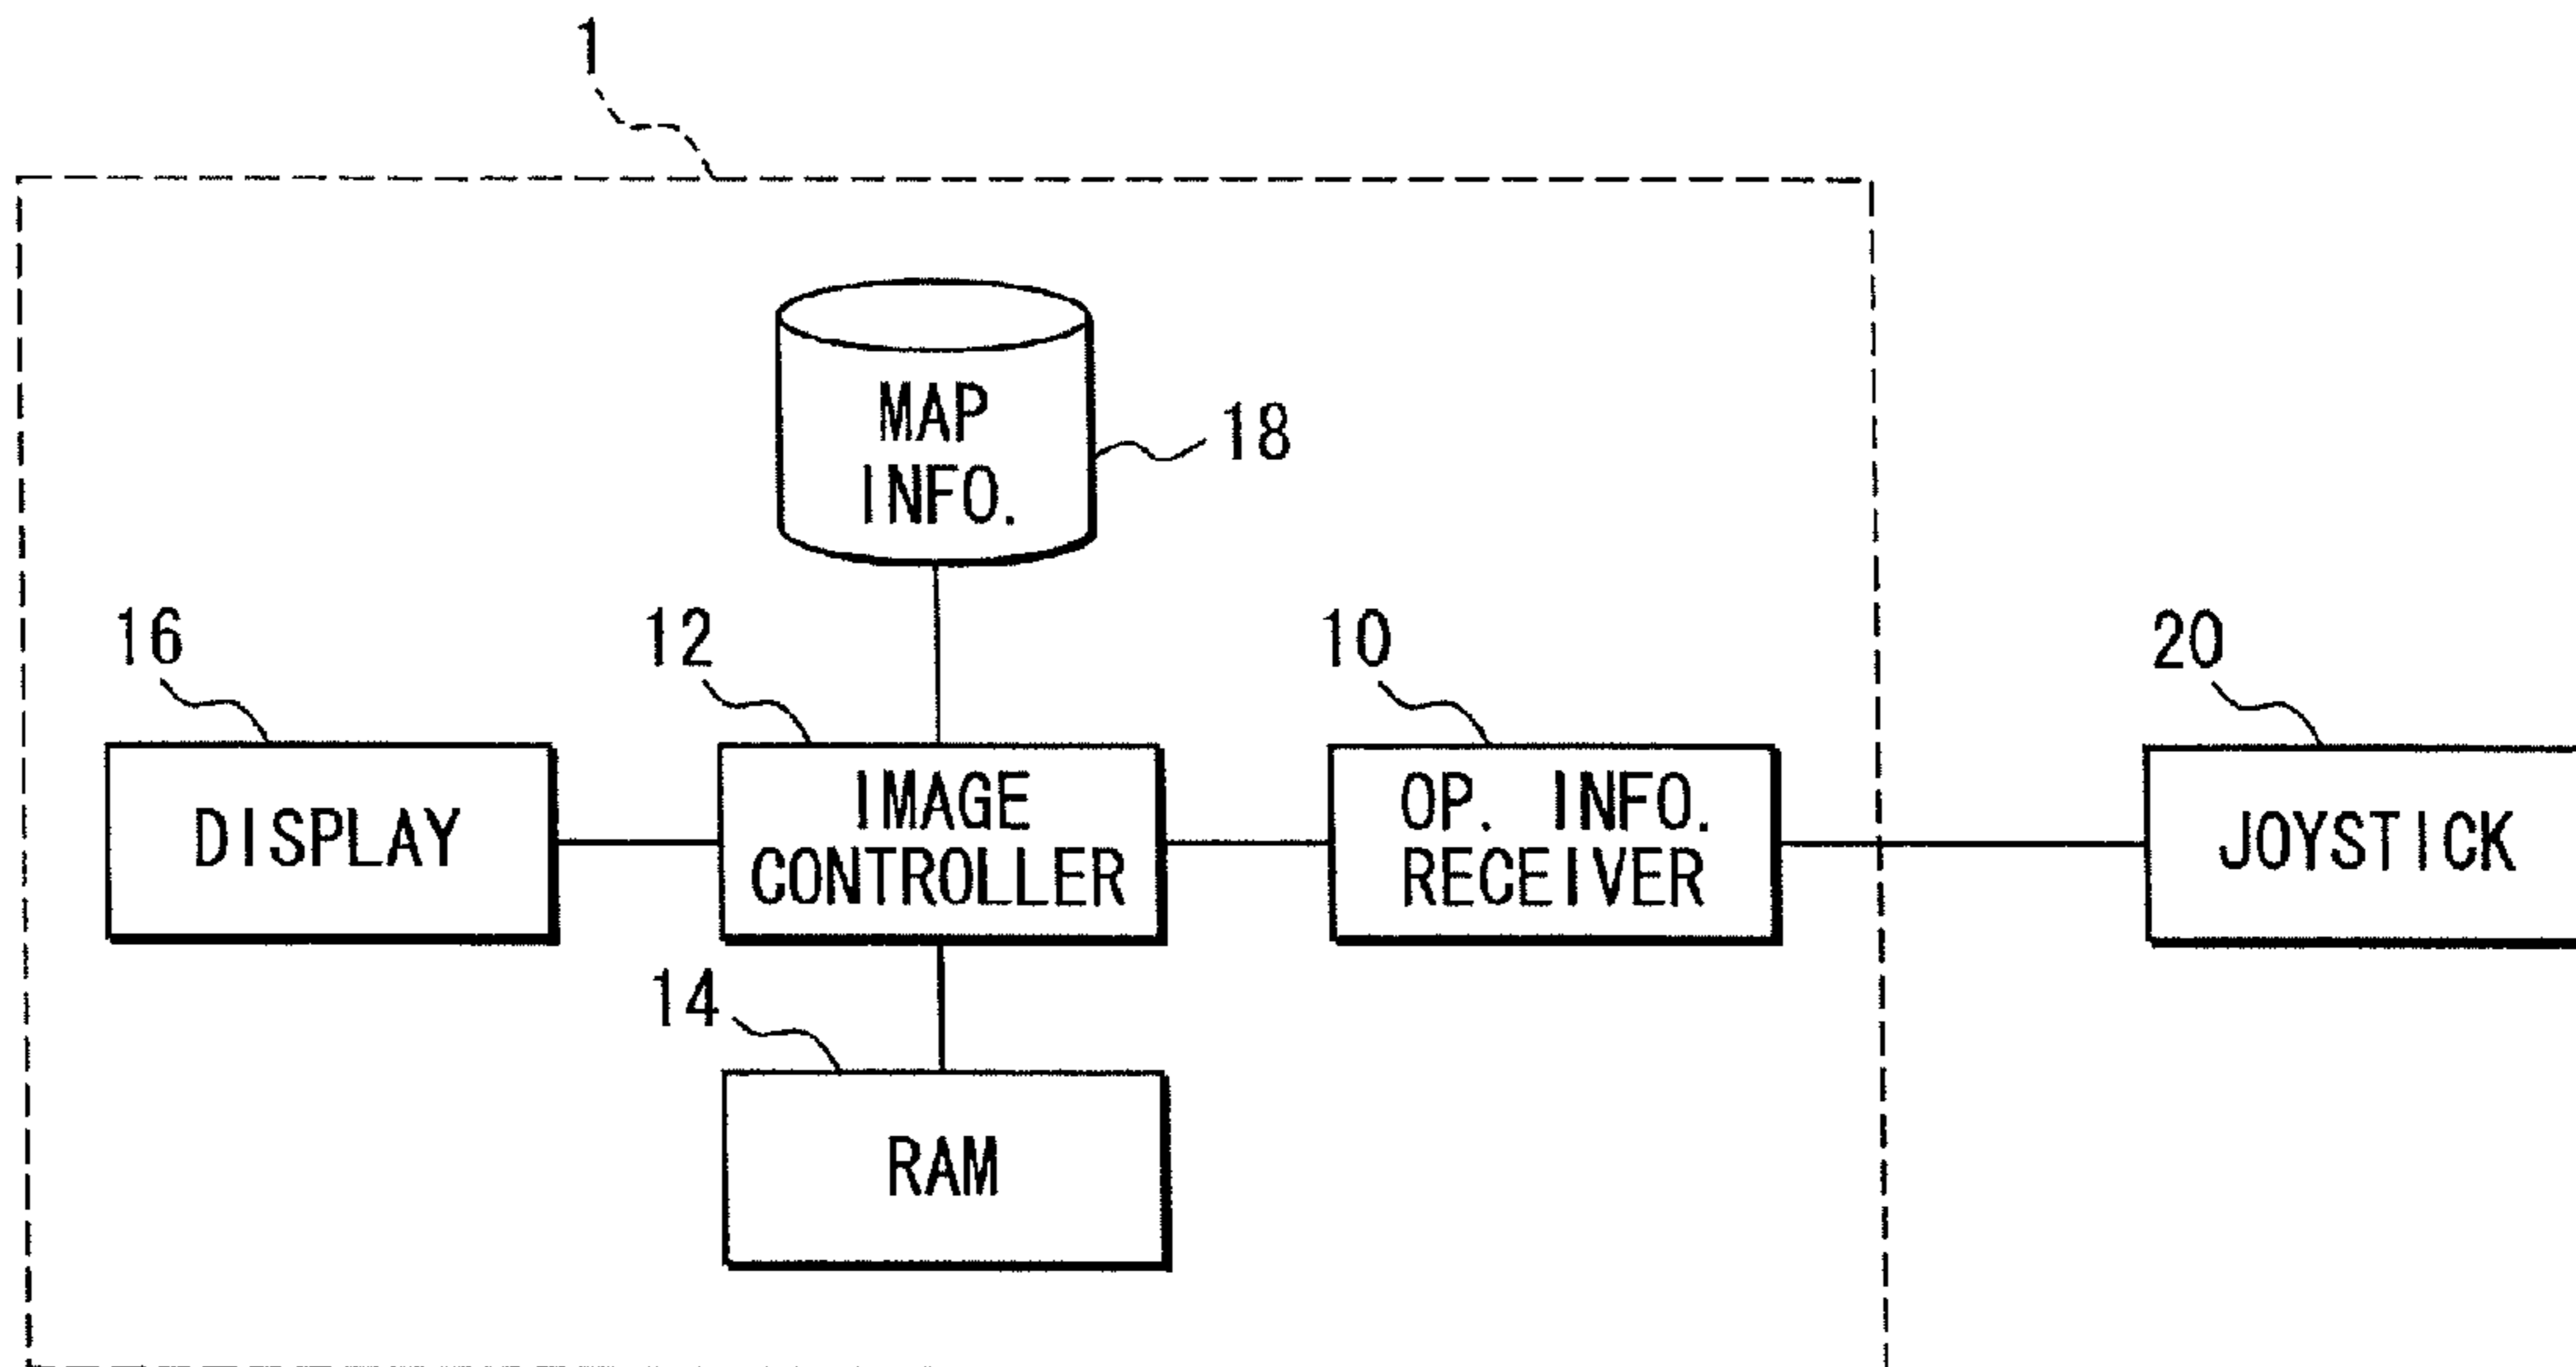 1
MAP
INFO.
18
16
12
10
20
DISPLAY
IMAGE
CONTROLLER
OP. INFO.
RECEIVER
JOYSTICK
14
RAM